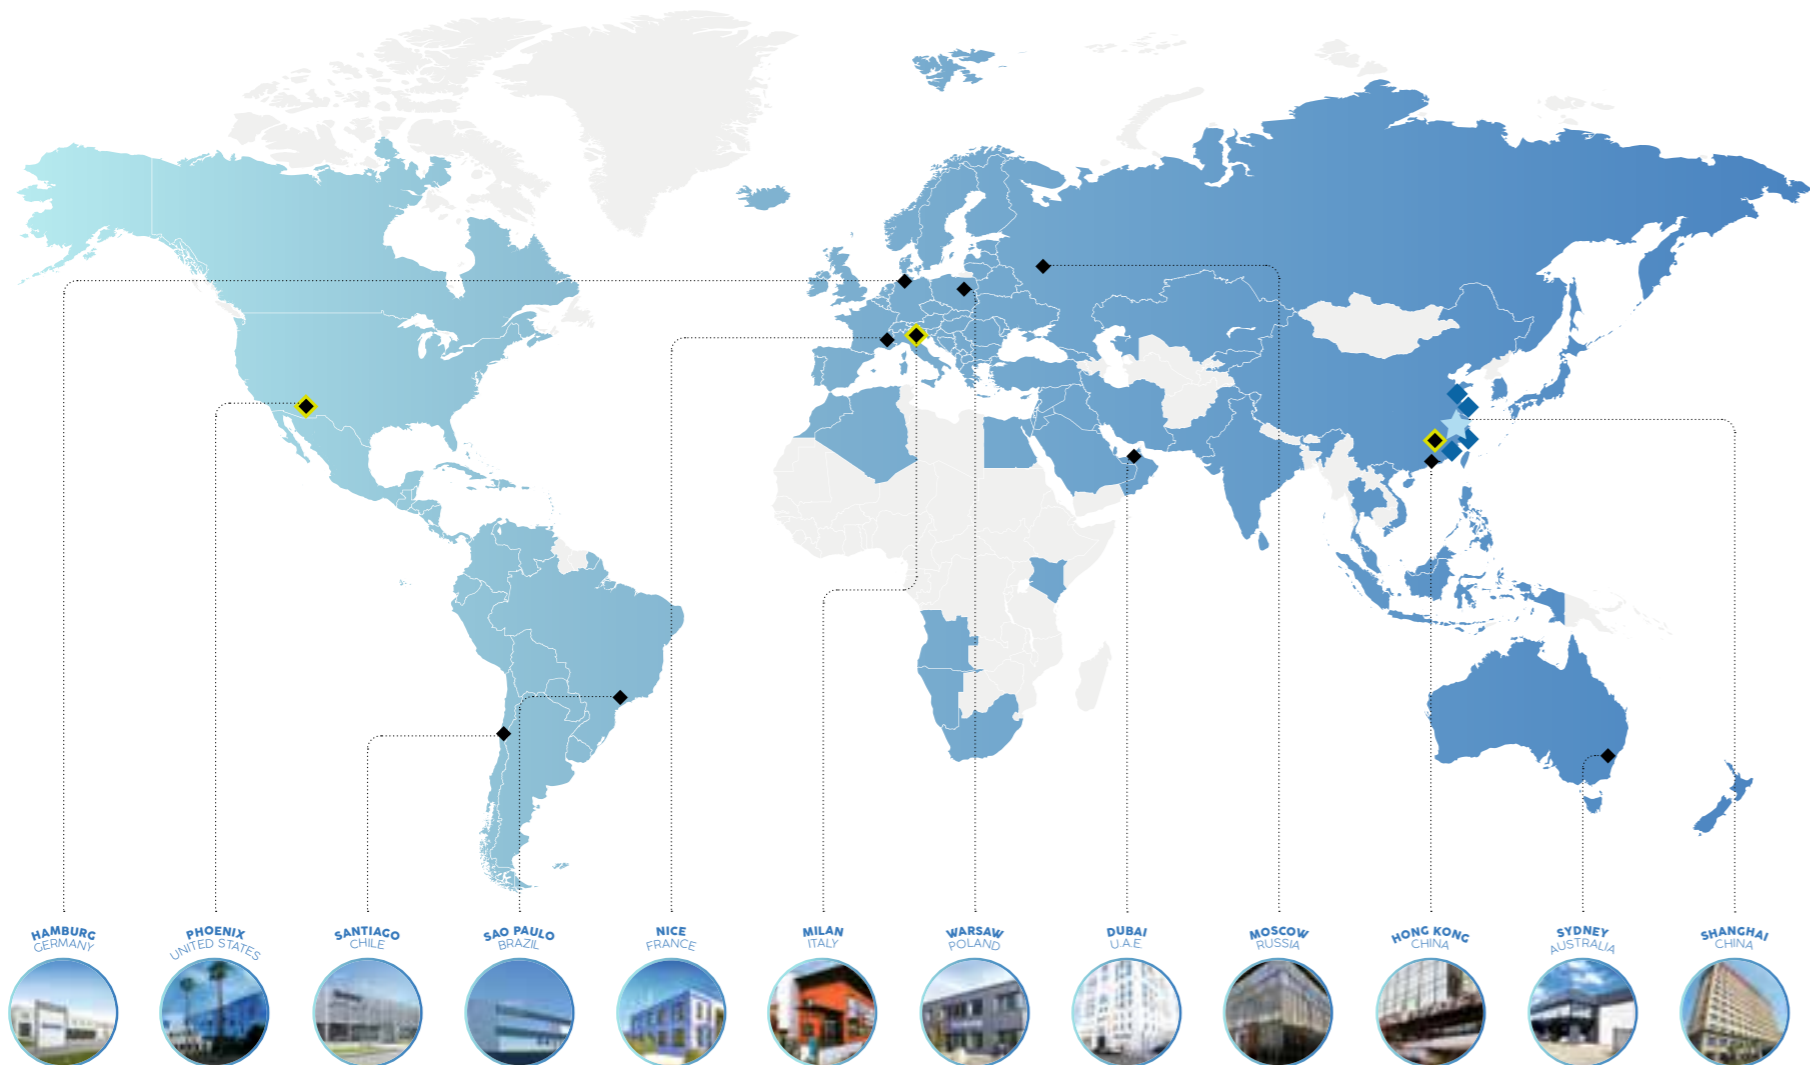 HAMBURG
GERMANY
PHOENIX
UNITED STATES
SANTIAGO
CHILE
SAO PAULO
BRAZIL
NICE
FRANCE
MILAN
ITALY
WARSAW
POLAND
DUBAI
U.A.E.
MOSCOW
RUSSIA
HONG KONG
CHINA
SYDNEY
AUSTRALIA
SHANGHAI
CHINA